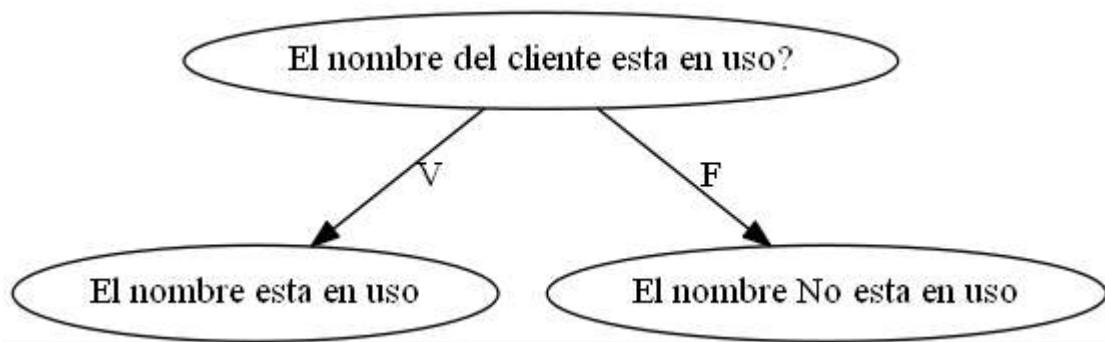 El nombre del cliente esta en uso?
V
F
El nombre esta en uso
El nombre No esta en uso